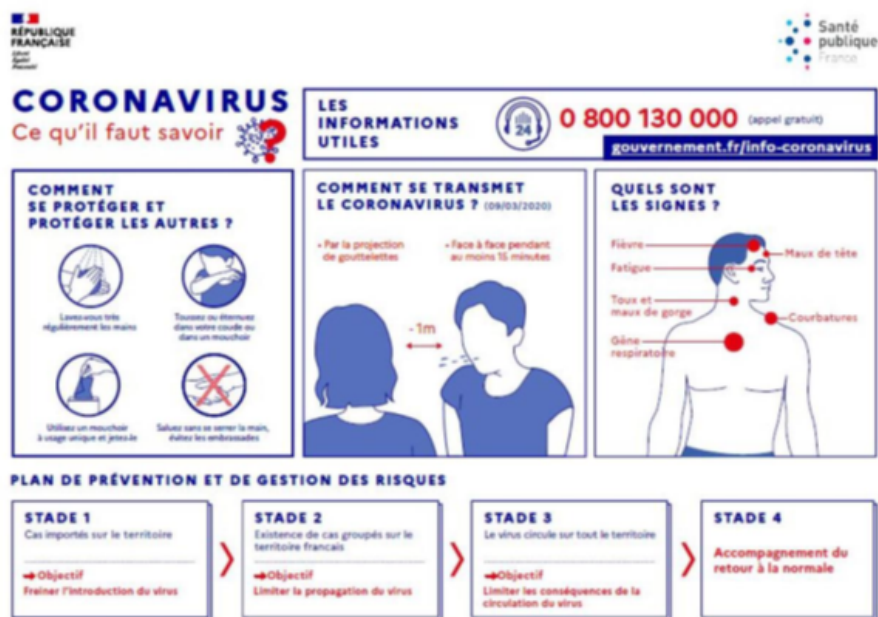 RÉPUBLIQUE
FRANÇAISE
Liberté
Égalité
Fraternité
Santé
publique
France
CORONAVIRUS
Ce qu'il faut savoir
LES
INFORMATIONS
UTILES
24
0 800 130 000 (appel gratuit)
gouvernement.fr/info-coronavirus
COMMENT
SE PROTÉGER ET
PROTÉGER LES AUTRES ?
Lavez-vous très
régulièrement les mains
Toussez ou éternuez
dans votre coude ou
dans un mouchoir
Utilisez un mouchoir
à usage unique et jetez-le
Saluez sans se serrer la main,
évitez les embrassades
COMMENT SE TRANSMET
LE CORONAVIRUS ? (09/03/2020)
- Par la projection
de gouttelettes
- Face à face pendant
au moins 15 minutes
- 1m
QUELS SONT
LES SIGNES ?
Fièvre
Maux de tête
Fatigue
Toux et
maux de gorge
Courbatures
Gêne
respiratoire
PLAN DE PRÉVENTION ET DE GESTION DES RISQUES
STADE 1
Cas importés sur le territoire
Objectif
Freiner l'introduction du virus
STADE 2
Existence de cas groupés sur le
territoire francais
Objectif
Limiter la propagation du virus
STADE 3
Le virus circule sur tout le territoire
Objectif
Limiter les conséquences de la
circulation du virus
STADE 4
Accompagnement du
retour à la normale